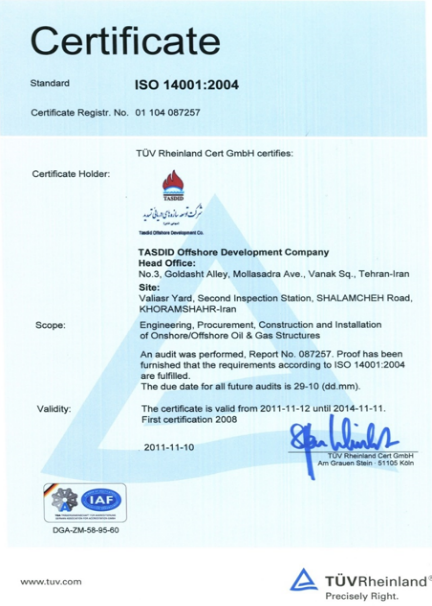 Certificate
Standard ISO 14001:2004
Certificate Registr. No. 01 104 087257
TÜV Rheinland Cert GmbH certifies:
Certificate Holder:
TASDID
شرکت توسعه سازه‌های دریائی تسدید
Tasdid Offshore Development Co.
TASDID Offshore Development Company
Head Office:
No.3, Goldasht Alley, Mollasadra Ave., Vanak Sq., Tehran-Iran
Site:
Valiasr Yard, Second Inspection Station, SHALAMCHEH Road,
KHORAMSHAHR-Iran
Scope: Engineering, Procurement, Construction and Installation
of Onshore/Offshore Oil & Gas Structures
An audit was performed, Report No. 087257. Proof has been
furnished that the requirements according to ISO 14001:2004
are fulfilled.
The due date for all future audits is 29-10 (dd.mm).
Validity: The certificate is valid from 2011-11-12 until 2014-11-11.
First certification 2008
2011-11-10
TÜV Rheinland Cert GmbH
Am Grauen Stein · 51105 Köln
IAF
DGA-ZM-58-95-60
www.tuv.com
TÜVRheinland®
Precisely Right.